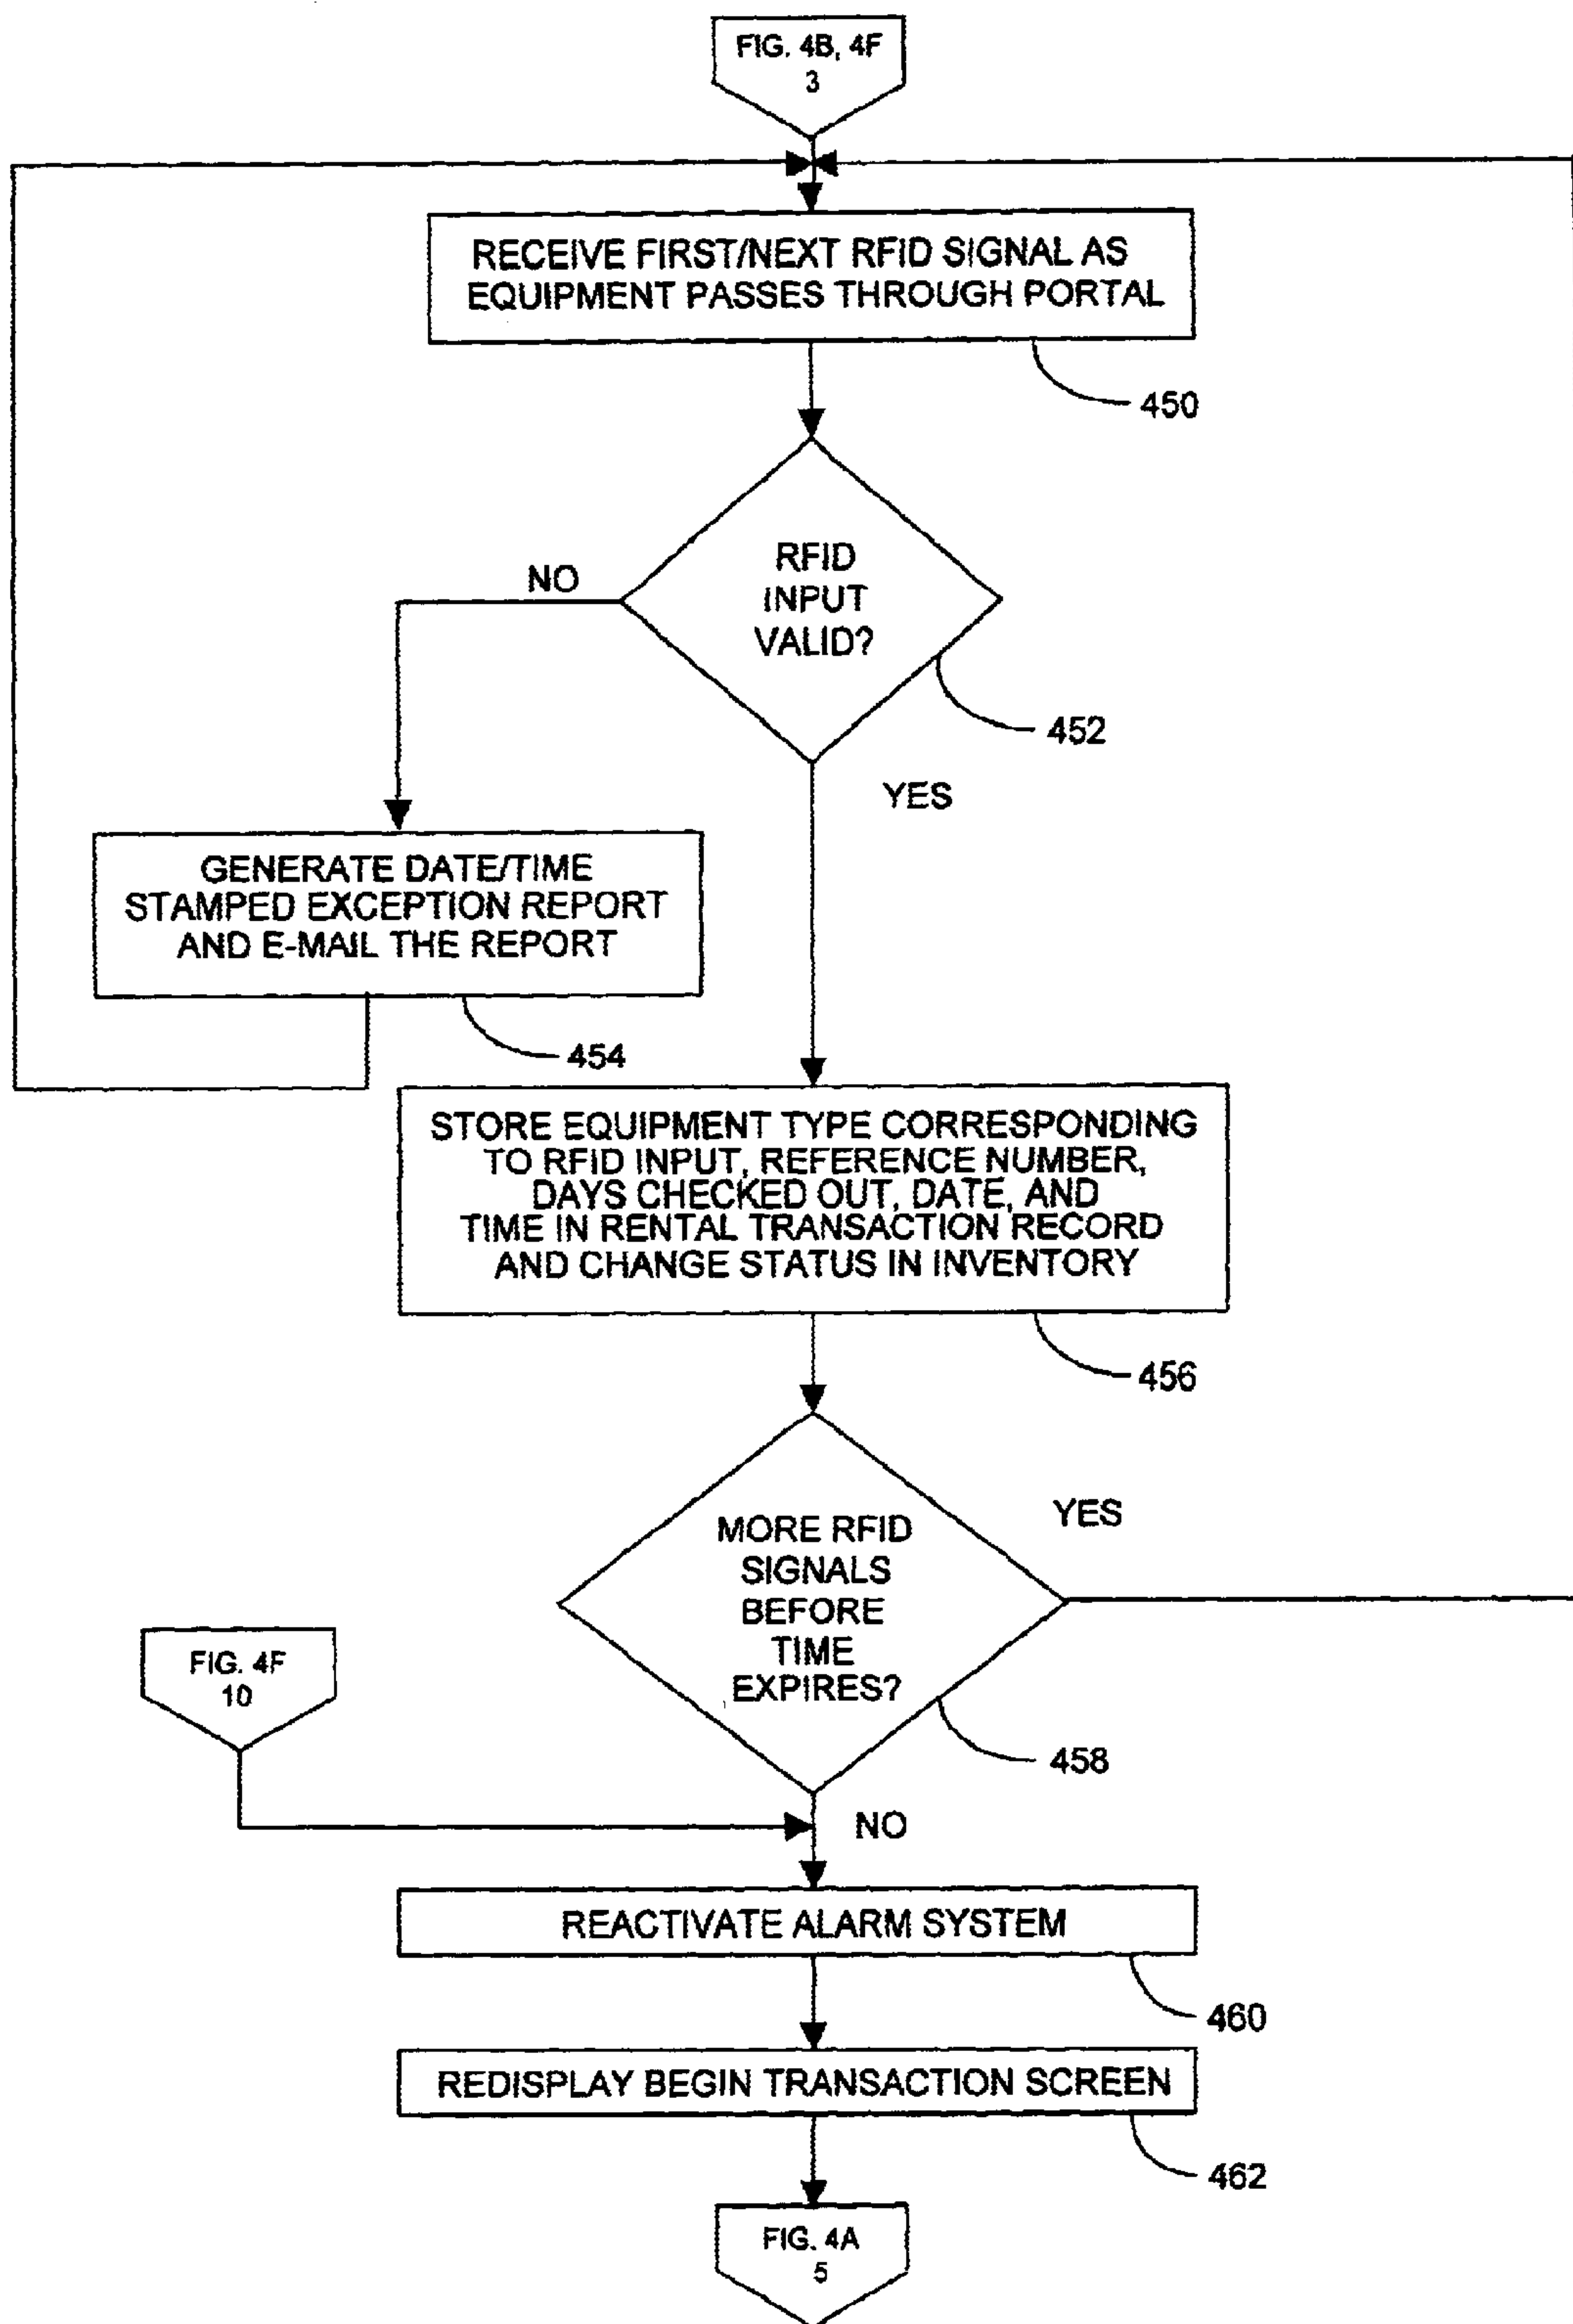 FIG. 4B, 4F
3
RECEIVE FIRST/NEXT RFID SIGNAL AS
EQUIPMENT PASSES THROUGH PORTAL
450
RFID
INPUT
VALID?
NO
452
YES
GENERATE DATE/TIME
STAMPED EXCEPTION REPORT
AND E-MAIL THE REPORT
454
STORE EQUIPMENT TYPE CORRESPONDING
TO RFID INPUT, REFERENCE NUMBER,
DAYS CHECKED OUT, DATE, AND
TIME IN RENTAL TRANSACTION RECORD
AND CHANGE STATUS IN INVENTORY
456
MORE RFID
SIGNALS
BEFORE
TIME
EXPIRES?
YES
458
FIG. 4F
10
NO
REACTIVATE ALARM SYSTEM
460
REDISPLAY BEGIN TRANSACTION SCREEN
462
FIG. 4A
5